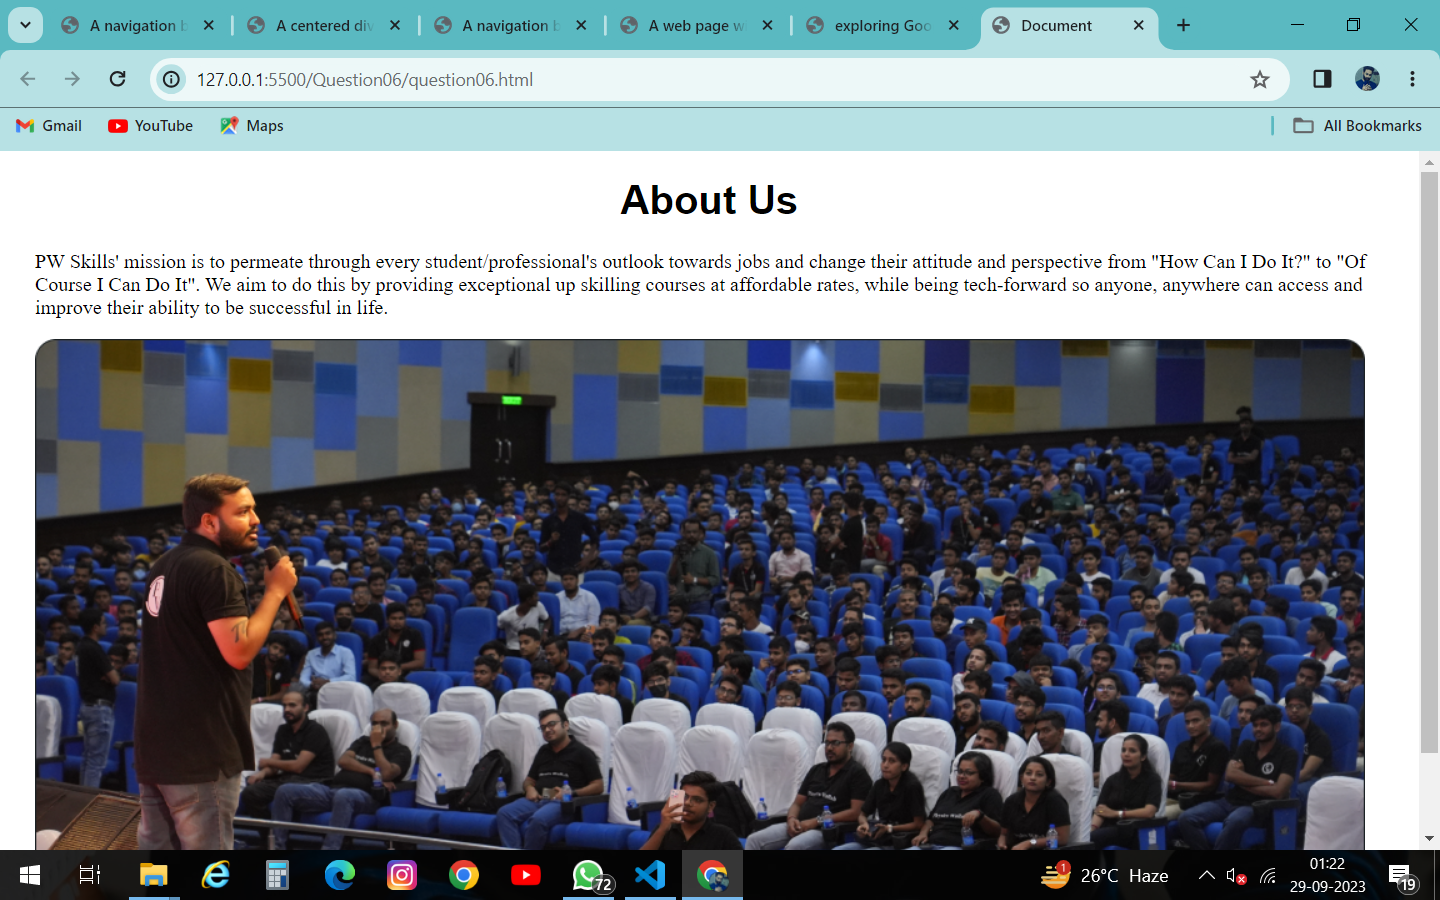 A navigation b
A centered div
A navigation b
A web page w
exploring Goo
Document
127.0.0.1:5500/Question06/question06.html
Gmail
YouTube
Maps
All Bookmarks
About Us
PW Skills' mission is to permeate through every student/professional's outlook towards jobs and change their attitude and perspective from "How Can I Do It?" to "Of
Course I Can Do It". We aim to do this by providing exceptional up skilling courses at affordable rates, while being tech-forward so anyone, anywhere can access and
improve their ability to be successful in life.
72
1
26°C Haze
01:22
29-09-2023
19